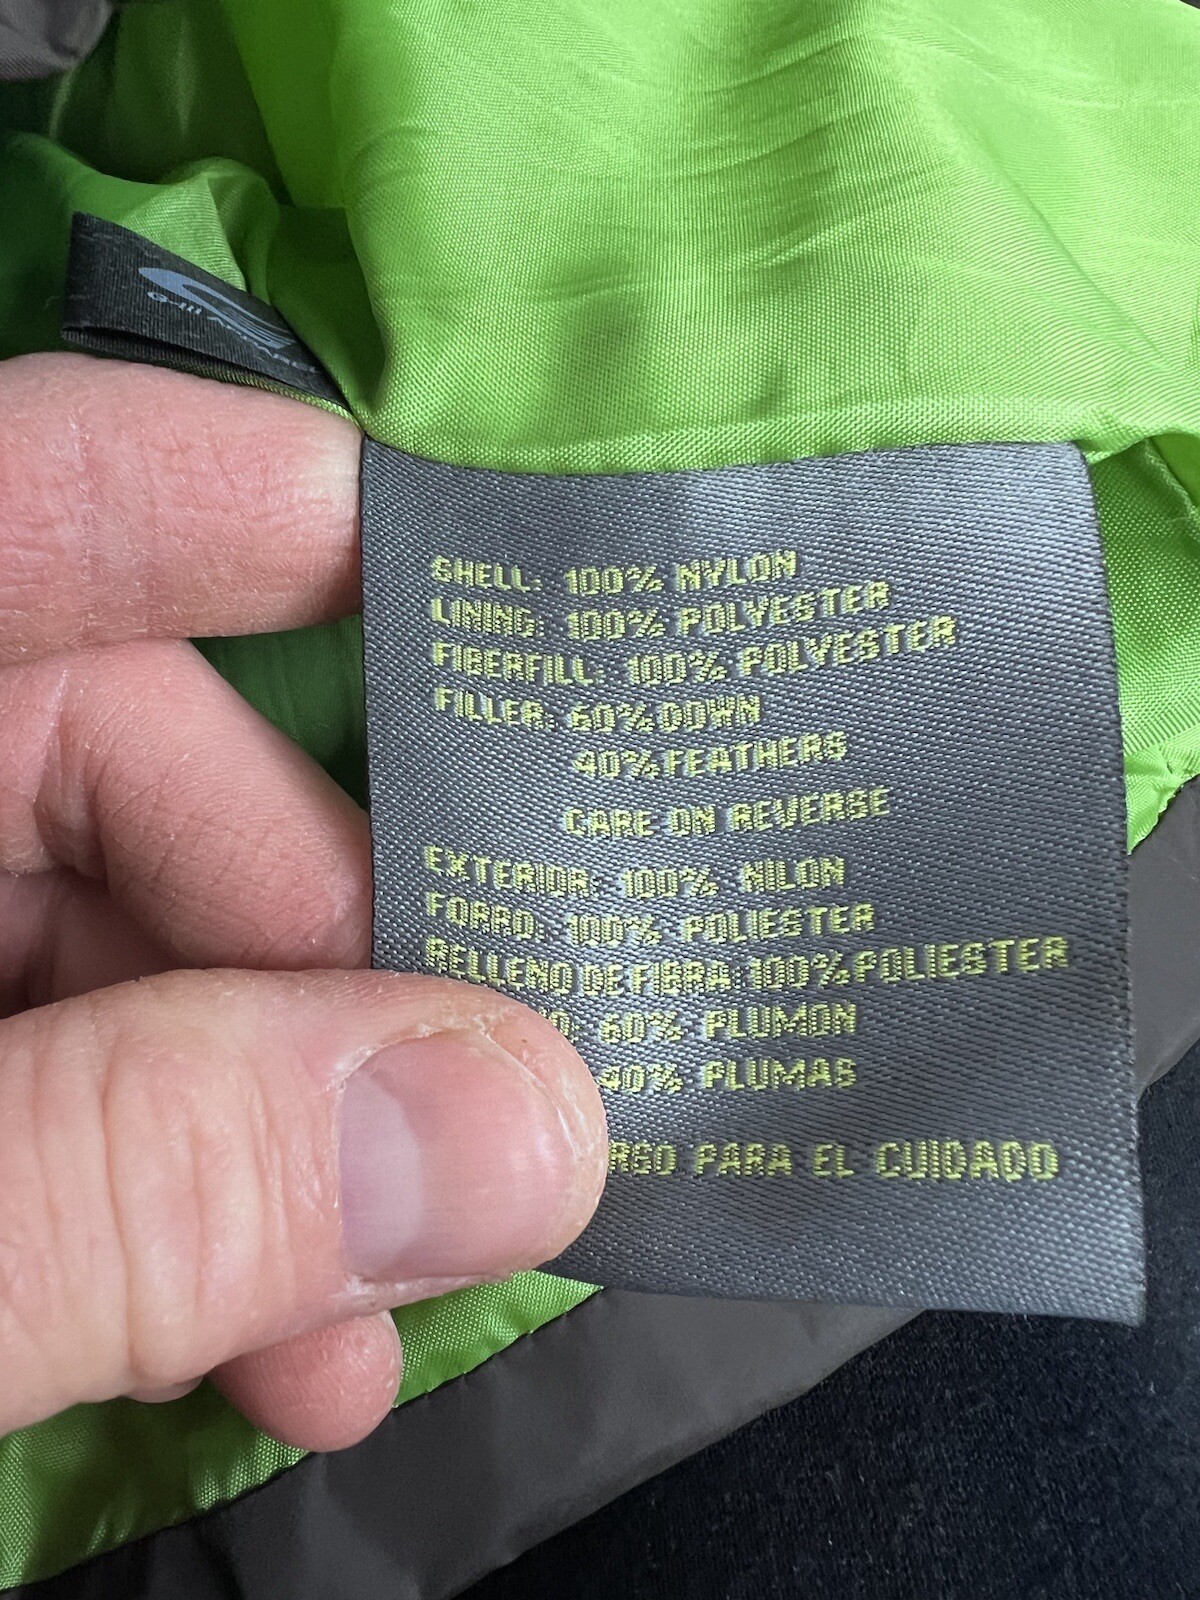 G-III APPAREL
SHELL: 100% NYLON
LINING: 100% POLYESTER
FIBERFILL: 100% POLYESTER
FILLER: 60% DOWN
40% FEATHERS
CARE ON REVERSE
EXTERIOR: 100% NILON
FORRO: 100% POLIESTER
RELLENO DE FIBRA: 100% POLIESTER
60% PLUMON
40% PLUMAS
PARA EL CUIDADO